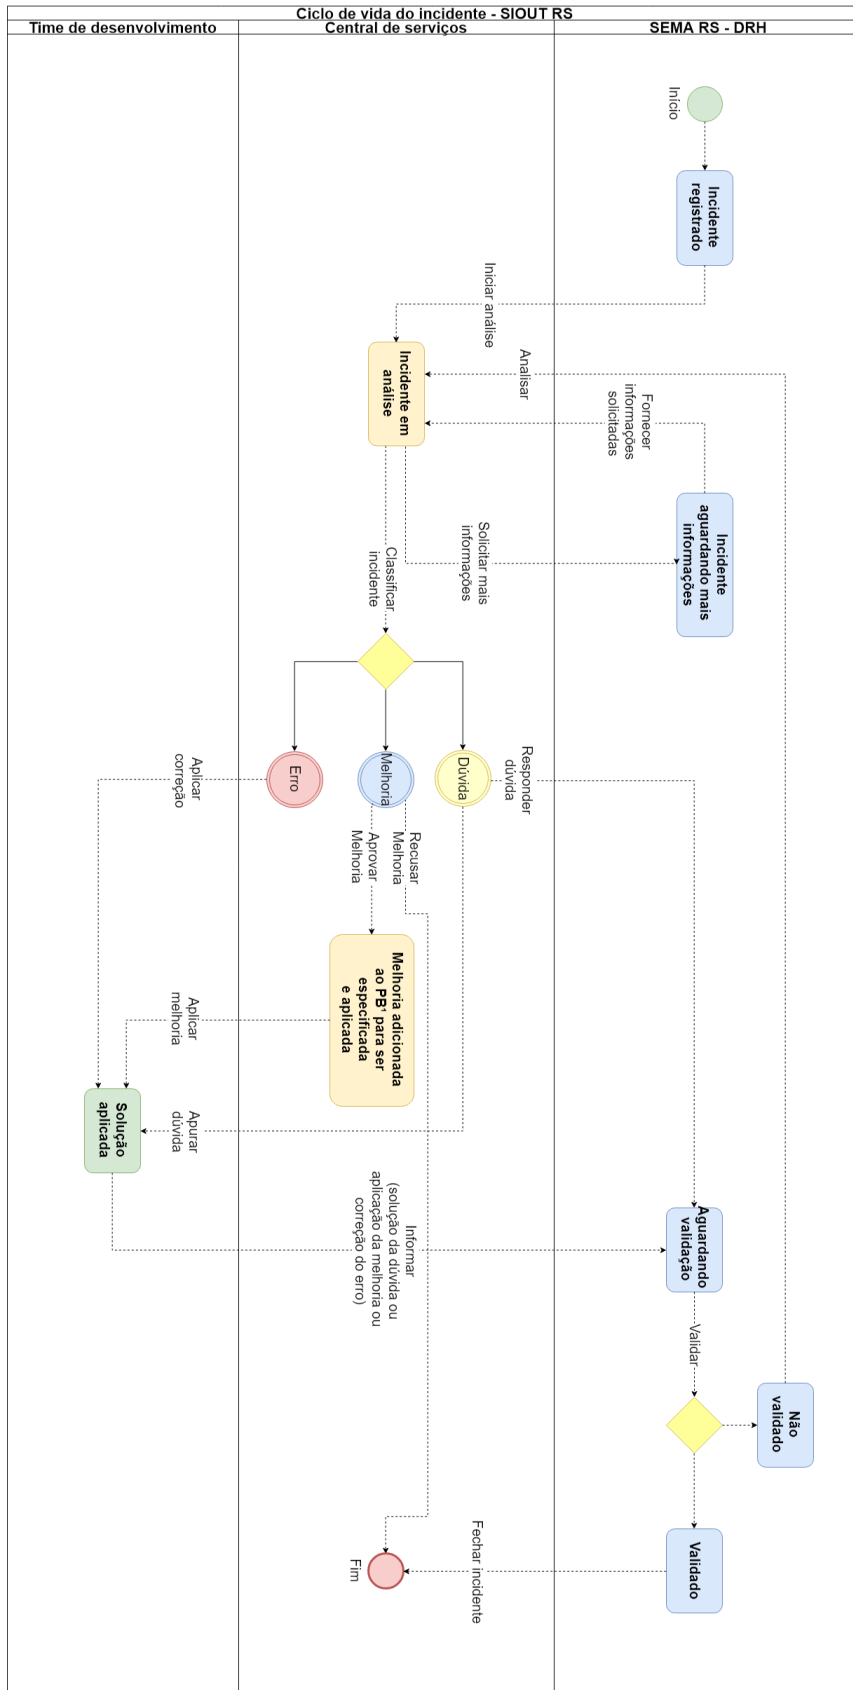 Ciclo de vida do incidente - SIOUT RS
Time de desenvolvimento
Central de serviços
SEMA RS - DRH
Início
Incidente
registrado
Iniciar análise
Incidente em
análise
Analisar
Fornecer
informações
solicitadas
Incidente
aguardando mais
informações
Solicitar mais
informações
Classificar
incidente
Erro
Melhoria
Dúvida
Responder
dúvida
Aplicar
correção
Recusar
Melhoria
Aprovar
Melhoria
Melhoria adicionada
ao PB¹ para ser
especificada
e aplicada
Aplicar
melhoria
Apurar
dúvida
Solução
aplicada
Informar
(solução da dúvida ou
aplicação da melhoria ou
correção do erro)
Aguardando
validação
Validar
Não
validado
Validado
Fechar incidente
Fim